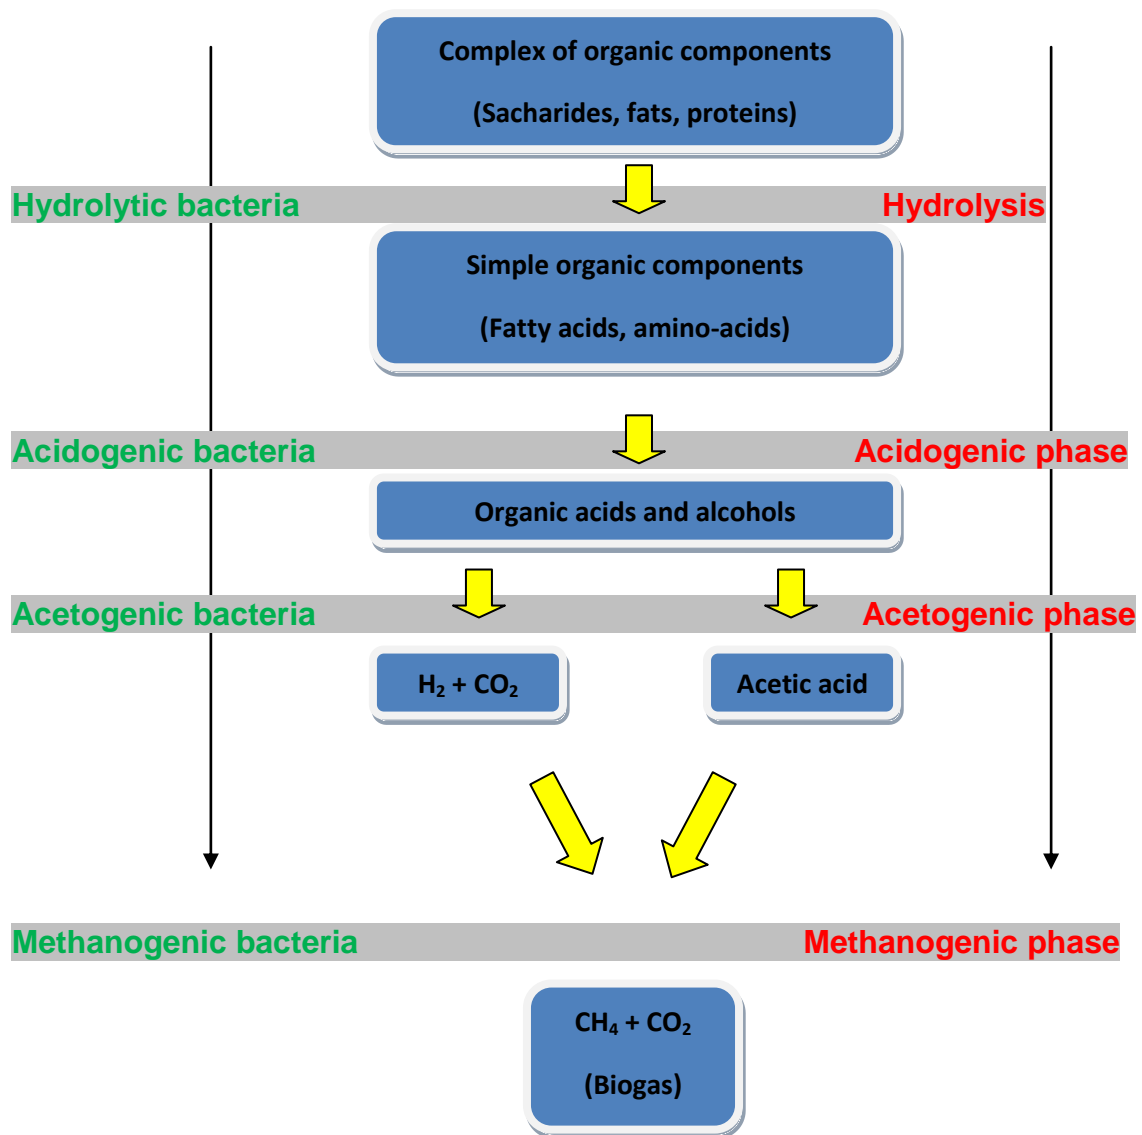 Complex of organic components
(Sacharides, fats, proteins)
Hydrolytic bacteria
Hydrolysis
Simple organic components
(Fatty acids, amino-acids)
Acidogenic bacteria
Acidogenic phase
Organic acids and alcohols
Acetogenic bacteria
Acetogenic phase
H₂ + CO₂
Acetic acid
Methanogenic bacteria
Methanogenic phase
CH₄ + CO₂
(Biogas)